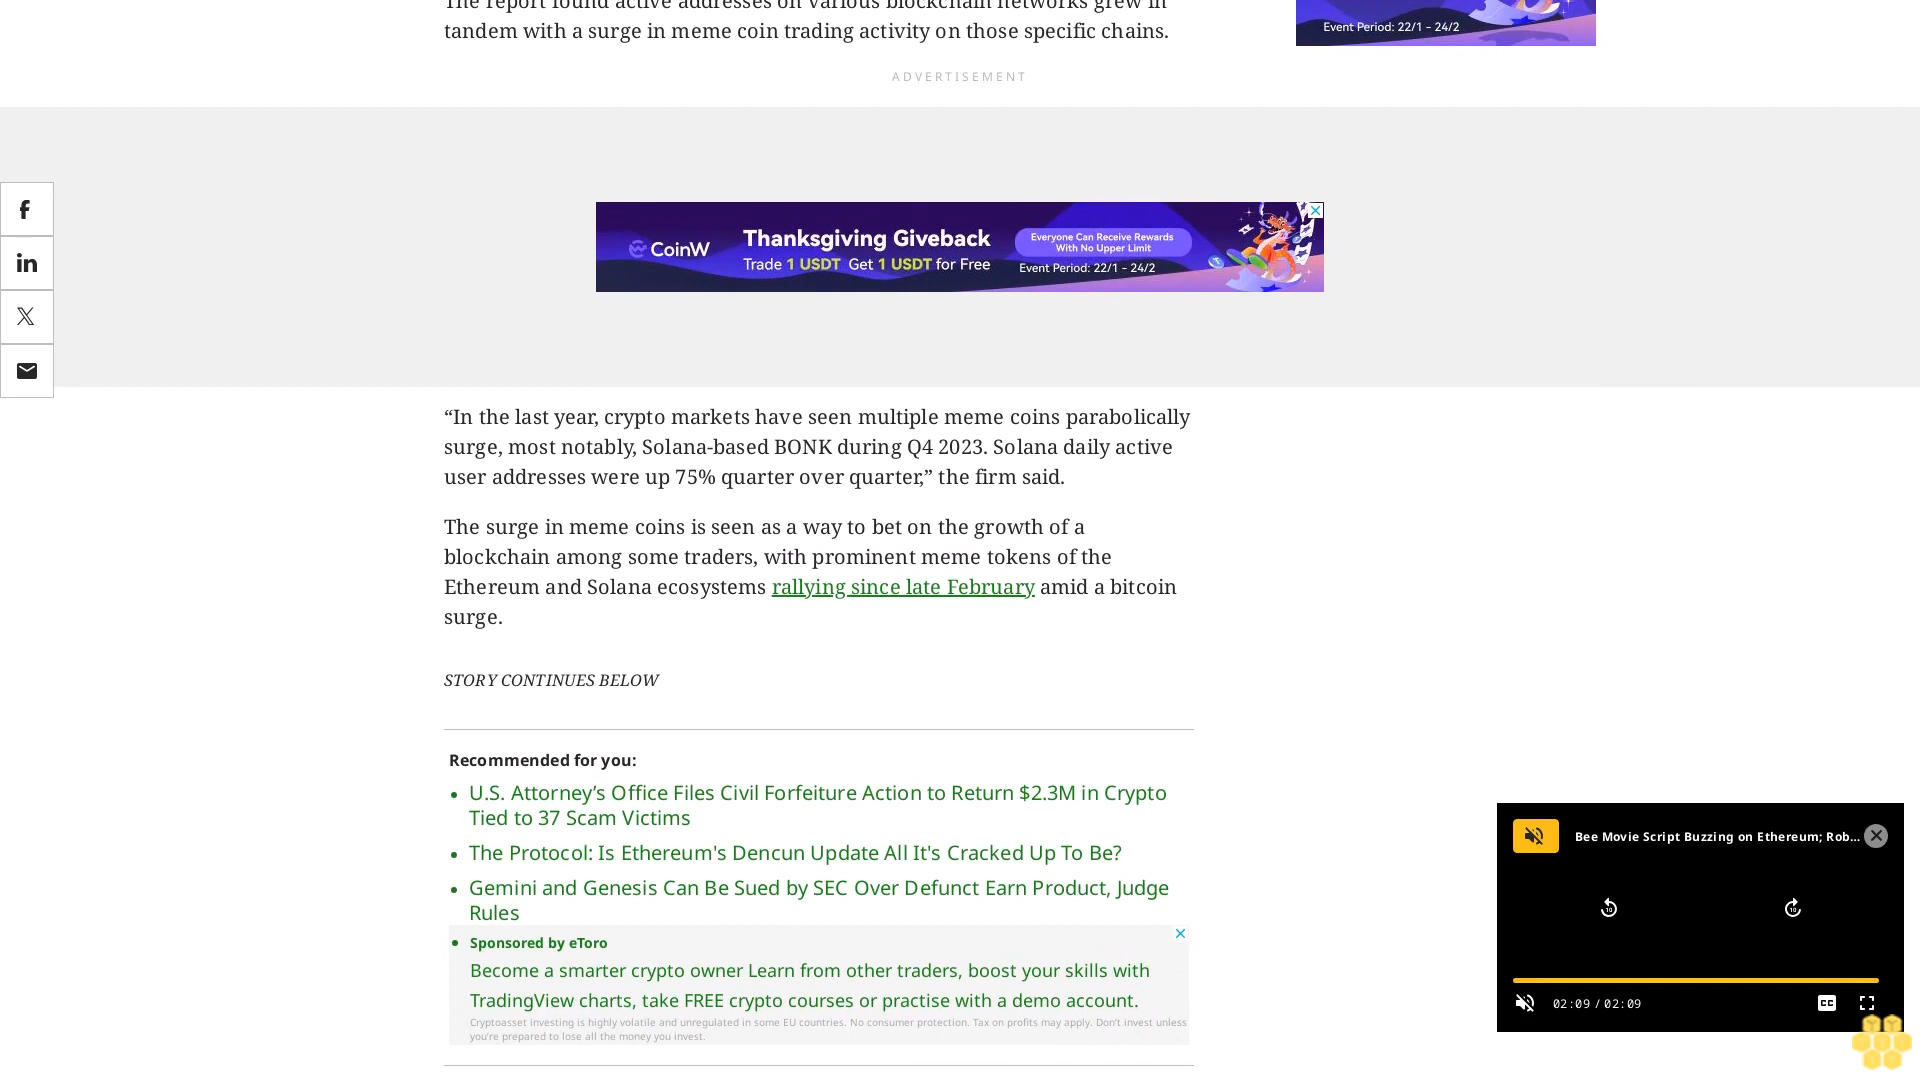 The report found active addresses on various blockchain networks grew in
tandem with a surge in meme coin trading activity on those specific chains.
Event Period: 22/1 – 24/2
ADVERTISEMENT
CoinW
Thanksgiving Giveback
Trade 1 USDT Get 1 USDT for Free
Everyone Can Receive Rewards
With No Upper Limit
Event Period: 22/1 – 24/2
“In the last year, crypto markets have seen multiple meme coins parabolically
surge, most notably, Solana-based BONK during Q4 2023. Solana daily active
user addresses were up 75% quarter over quarter,” the firm said.
The surge in meme coins is seen as a way to bet on the growth of a
blockchain among some traders, with prominent meme tokens of the
Ethereum and Solana ecosystems rallying since late February amid a bitcoin
surge.
STORY CONTINUES BELOW
Recommended for you:
• U.S. Attorney’s Office Files Civil Forfeiture Action to Return $2.3M in Crypto
Tied to 37 Scam Victims
• The Protocol: Is Ethereum's Dencun Update All It's Cracked Up To Be?
• Gemini and Genesis Can Be Sued by SEC Over Defunct Earn Product, Judge
Rules
• Sponsored by eToro
Become a smarter crypto owner Learn from other traders, boost your skills with
TradingView charts, take FREE crypto courses or practise with a demo account.
Cryptoasset investing is highly volatile and unregulated in some EU countries. No consumer protection. Tax on profits may apply. Don’t invest unless
you’re prepared to lose all the money you invest.
Bee Movie Script Buzzing on Ethereum; Rob...
10
10
02:09 / 02:09
CC